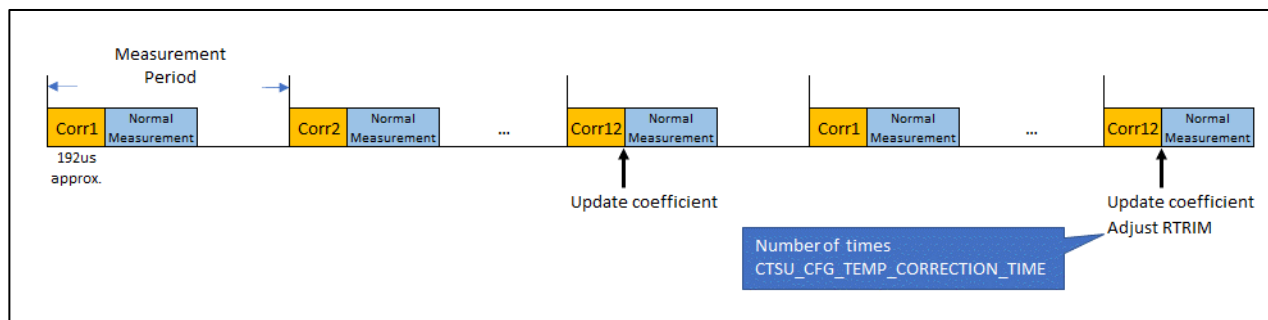 Measurement
Period
Corr1
Normal
Measurement
Corr2
Normal
Measurement
...
Corr12
Normal
Measurement
Corr1
Normal
Measurement
...
Corr12
Normal
Measurement
192us
approx.
Update coefficient
Update coefficient
Adjust RTRIM
Number of times
CTSU_CFG_TEMP_CORRECTION_TIME